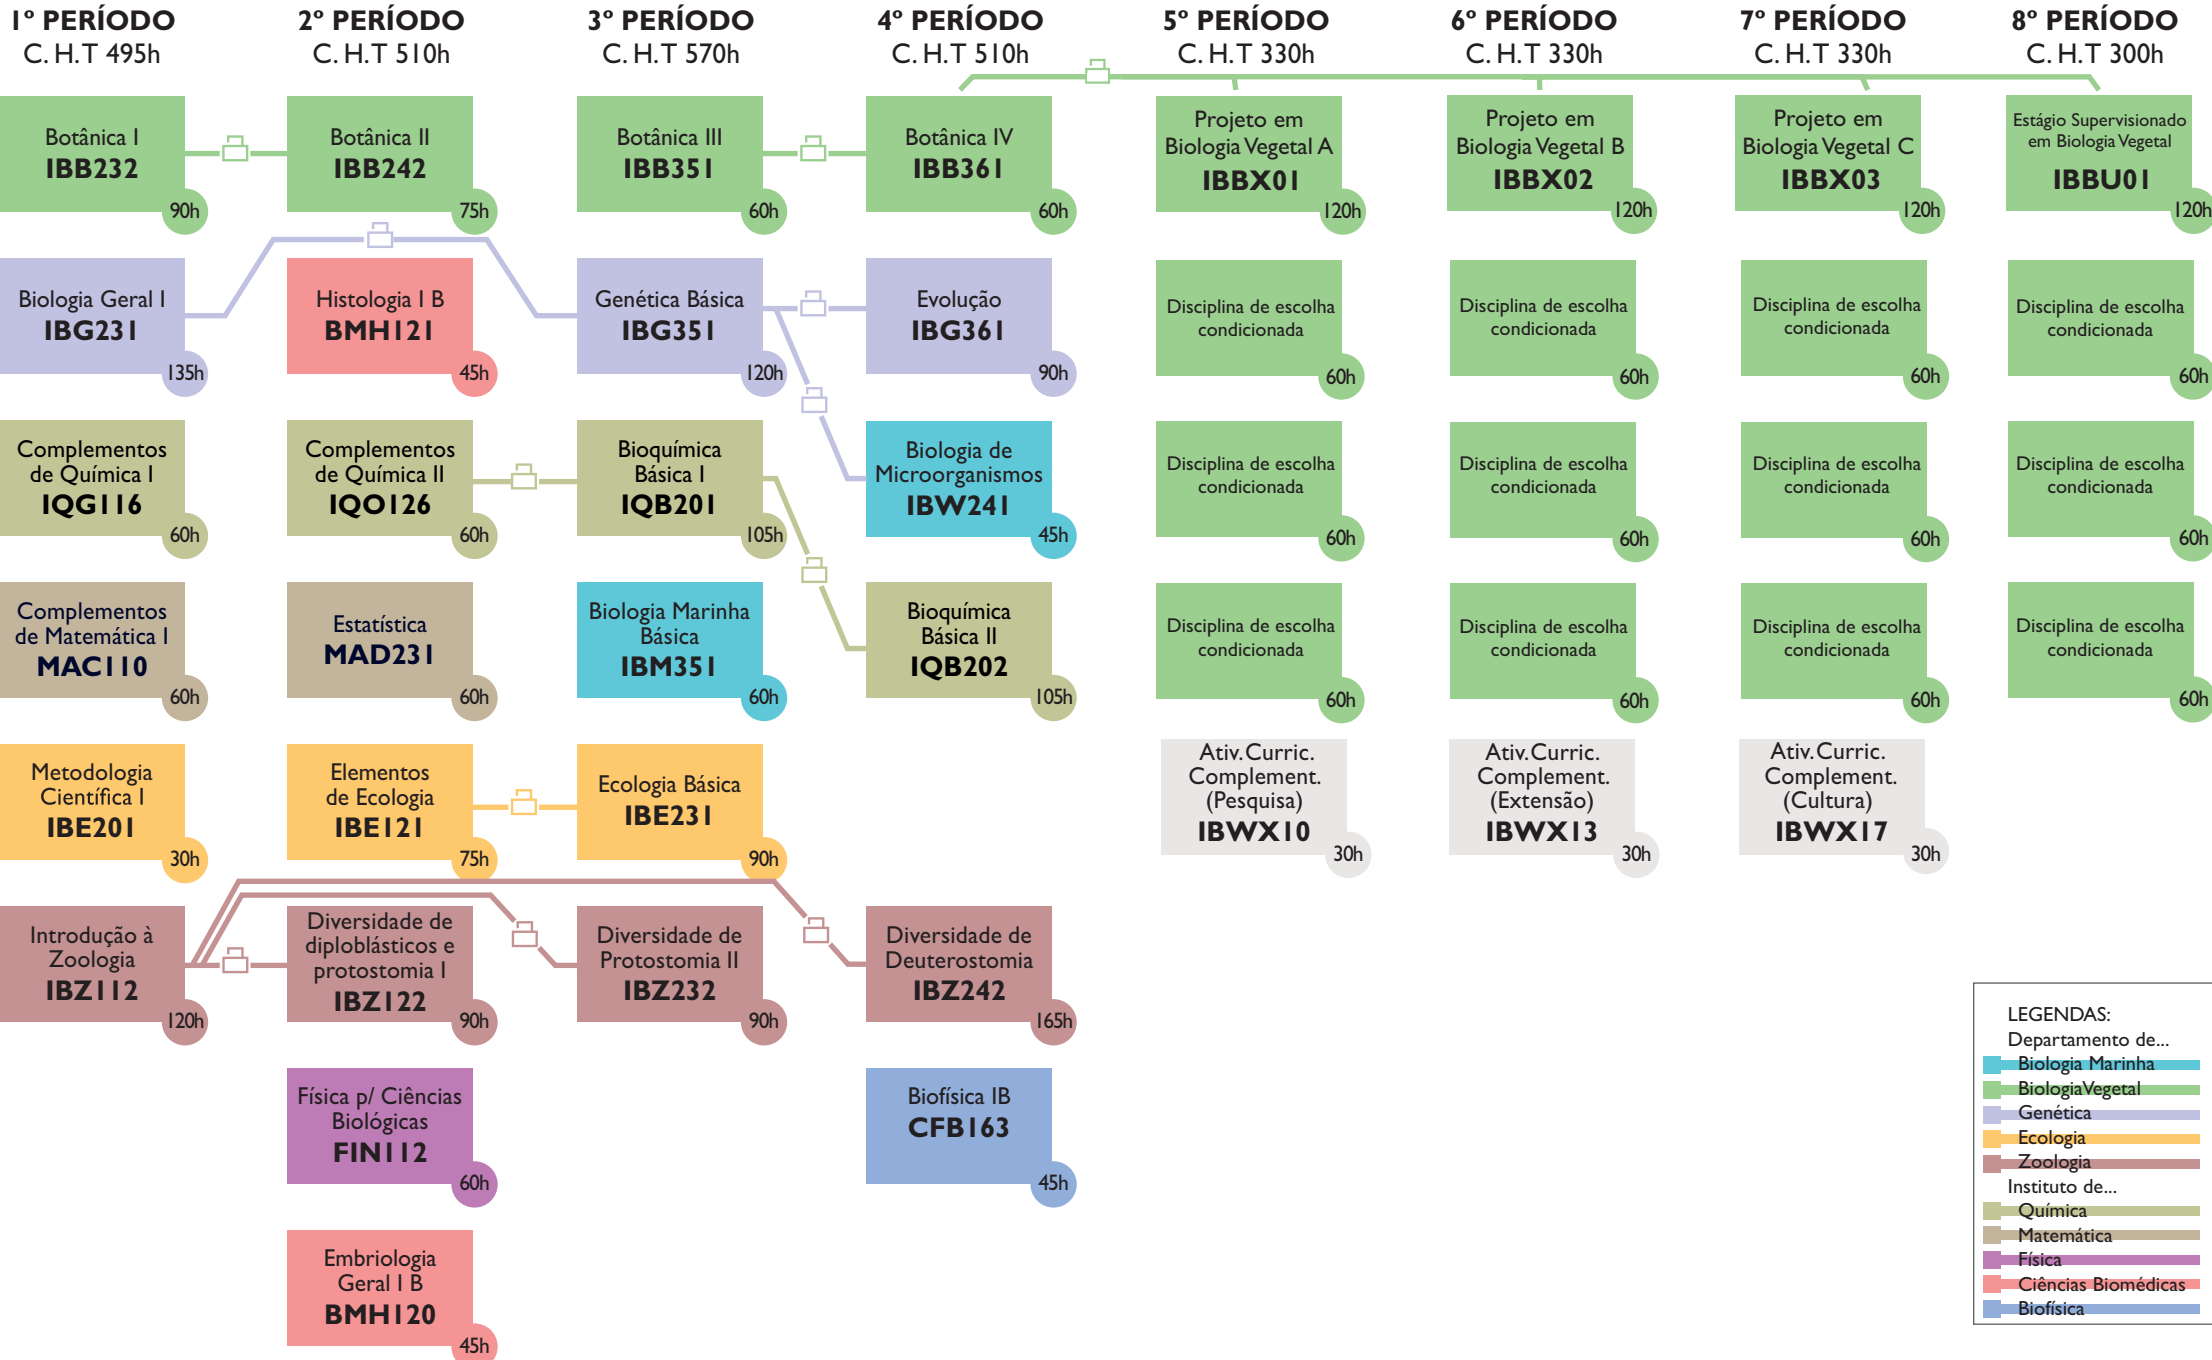 1º PERÍODO
C. H.T 495h
Botânica I
IBB232
90h
Biologia Geral I
IBG231
135h
Complementos
de Química I
IQG116
60h
Complementos
de Matemática I
MAC110
60h
Metodologia
Científica I
IBE201
30h
Introdução à
Zoologia
IBZ112
120h
2º PERÍODO
C. H.T 510h
Botânica II
IBB242
75h
Histologia I B
BMH121
45h
Complementos
de Química II
IQO126
60h
Estatística
MAD231
60h
Elementos
de Ecologia
IBE121
75h
Diversidade de
diploblásticos e
protostomia I
IBZ122
90h
Física p/ Ciências
Biológicas
FIN112
60h
Embriologia
Geral I B
BMH120
45h
3º PERÍODO
C. H.T 570h
Botânica III
IBB351
60h
Genética Básica
IBG351
120h
Bioquímica
Básica I
IQB201
105h
Biologia Marinha
Básica
IBM351
60h
Ecologia Básica
IBE231
90h
Diversidade de
Protostomia II
IBZ232
90h
4º PERÍODO
C. H.T 510h
Botânica IV
IBB361
60h
Evolução
IBG361
90h
Biologia de
Microorganismos
IBW241
45h
Bioquímica
Básica II
IQB202
105h
Diversidade de
Deuterostomia
IBZ242
165h
Biofísica IB
CFB163
45h
5º PERÍODO
C. H.T 330h
Projeto em
Biologia Vegetal A
IBBX01
120h
Disciplina de escolha
condicionada
60h
Disciplina de escolha
condicionada
60h
Disciplina de escolha
condicionada
60h
Ativ. Curric.
Complement.
(Pesquisa)
IBWX10
30h
6º PERÍODO
C. H.T 330h
Projeto em
Biologia Vegetal B
IBBX02
120h
Disciplina de escolha
condicionada
60h
Disciplina de escolha
condicionada
60h
Disciplina de escolha
condicionada
60h
Ativ. Curric.
Complement.
(Extensão)
IBWX13
30h
7º PERÍODO
C. H.T 330h
Projeto em
Biologia Vegetal C
IBBX03
120h
Disciplina de escolha
condicionada
60h
Disciplina de escolha
condicionada
60h
Disciplina de escolha
condicionada
60h
Ativ. Curric.
Complement.
(Cultura)
IBWX17
30h
8º PERÍODO
C. H.T 300h
Estágio Supervisionado
em Biologia Vegetal
IBBU01
120h
Disciplina de escolha
condicionada
60h
Disciplina de escolha
condicionada
60h
Disciplina de escolha
condicionada
60h
LEGENDAS:
Departamento de...
Biologia Marinha
BiologiaVegetal
Genética
Ecologia
Zoologia
Instituto de...
Química
Matemática
Física
Ciências Biomédicas
Biofísica